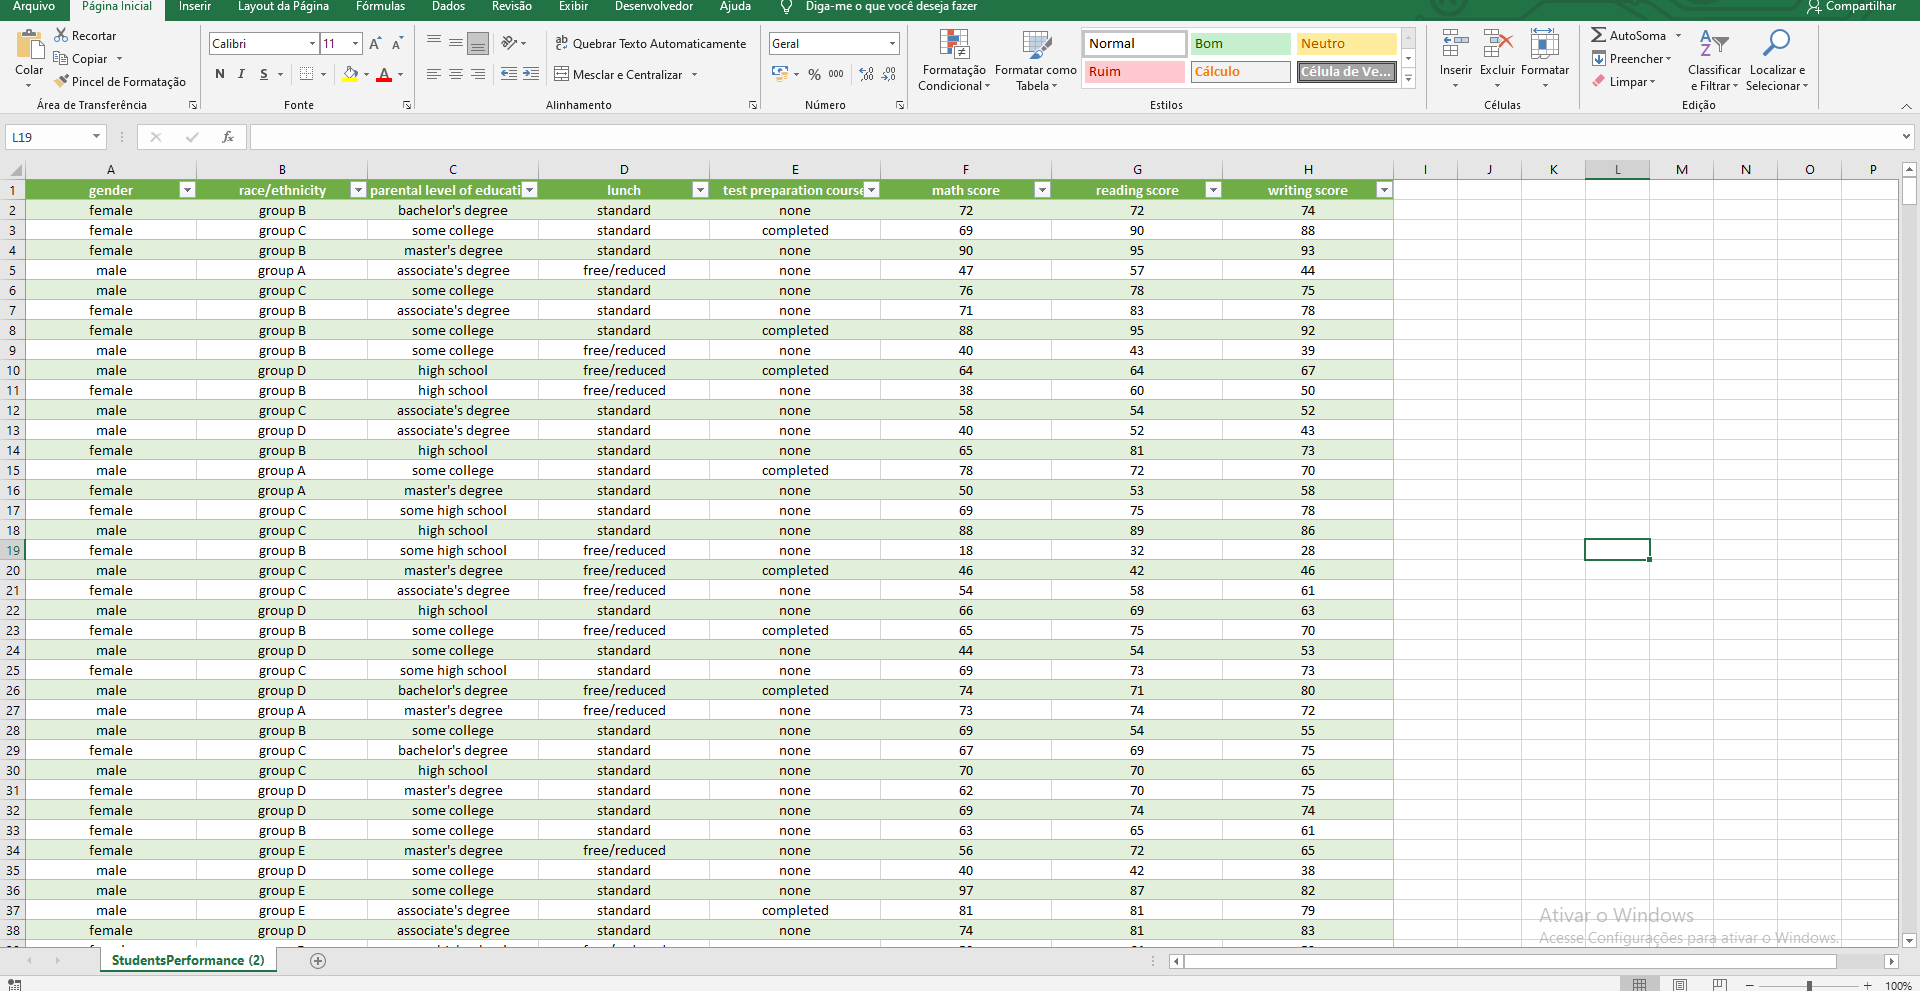 Arquivo Página Inicial Inserir Layout da Página Fórmulas Dados Revisão Exibir Desenvolvedor Ajuda Diga-me o que você deseja fazer Compartilhar
Colar
Recortar
Copiar
Pincel de Formatação
Área de Transferência
Calibri 11
N I S
Fonte
Quebrar Texto Automaticamente
Mesclar e Centralizar
Alinhamento
Geral
% 000
Número
Formatação Condicional
Formatar como Tabela
Normal Bom Neutro
Ruim Cálculo Célula de Ve...
Estilos
Inserir Excluir Formatar
Células
AutoSoma
Preencher
Limpar
Classificar e Filtrar
Localizar e Selecionar
Edição
L19 fx
A B C D E F G H I J K L M N O P
1 gender race/ethnicity parental level of educati lunch test preparation course math score reading score writing score
2 female group B bachelor's degree standard none 72 72 74
3 female group C some college standard completed 69 90 88
4 female group B master's degree standard none 90 95 93
5 male group A associate's degree free/reduced none 47 57 44
6 male group C some college standard none 76 78 75
7 female group B associate's degree standard none 71 83 78
8 female group B some college standard completed 88 95 92
9 male group B some college free/reduced none 40 43 39
10 male group D high school free/reduced completed 64 64 67
11 female group B high school free/reduced none 38 60 50
12 male group C associate's degree standard none 58 54 52
13 male group D associate's degree standard none 40 52 43
14 female group B high school standard none 65 81 73
15 male group A some college standard completed 78 72 70
16 female group A master's degree standard none 50 53 58
17 female group C some high school standard none 69 75 78
18 male group C high school standard none 88 89 86
19 female group B some high school free/reduced none 18 32 28
20 male group C master's degree free/reduced completed 46 42 46
21 female group C associate's degree free/reduced none 54 58 61
22 male group D high school standard none 66 69 63
23 female group B some college free/reduced completed 65 75 70
24 male group D some college standard none 44 54 53
25 female group C some high school standard none 69 73 73
26 male group D bachelor's degree free/reduced completed 74 71 80
27 male group A master's degree free/reduced none 73 74 72
28 male group B some college standard none 69 54 55
29 female group C bachelor's degree standard none 67 69 75
30 male group C high school standard none 70 70 65
31 female group D master's degree standard none 62 70 75
32 female group D some college standard none 69 74 74
33 female group B some college standard none 63 65 61
34 female group E master's degree free/reduced none 56 72 65
35 male group D some college standard none 40 42 38
36 male group E some college standard none 97 87 82
37 male group E associate's degree standard completed 81 81 79
38 female group D associate's degree standard none 74 81 83
Ativar o Windows
Acesse Configurações para ativar o Windows.
StudentsPerformance (2)
100%